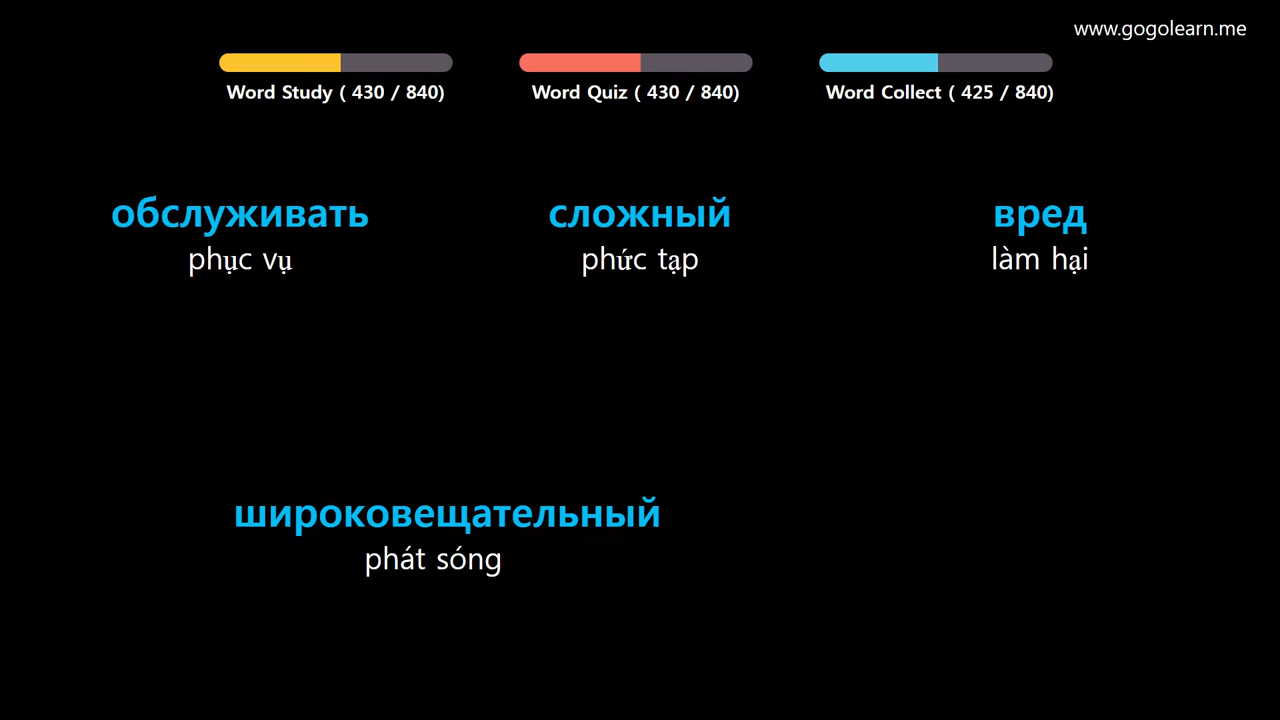 www.gogolearn.me
Word Study ( 430 / 840)
Word Quiz ( 430 / 840)
Word Collect ( 425 / 840)
обслуживать
phục vụ
сложный
phức tạp
вред
làm hại
широковещательный
phát sóng